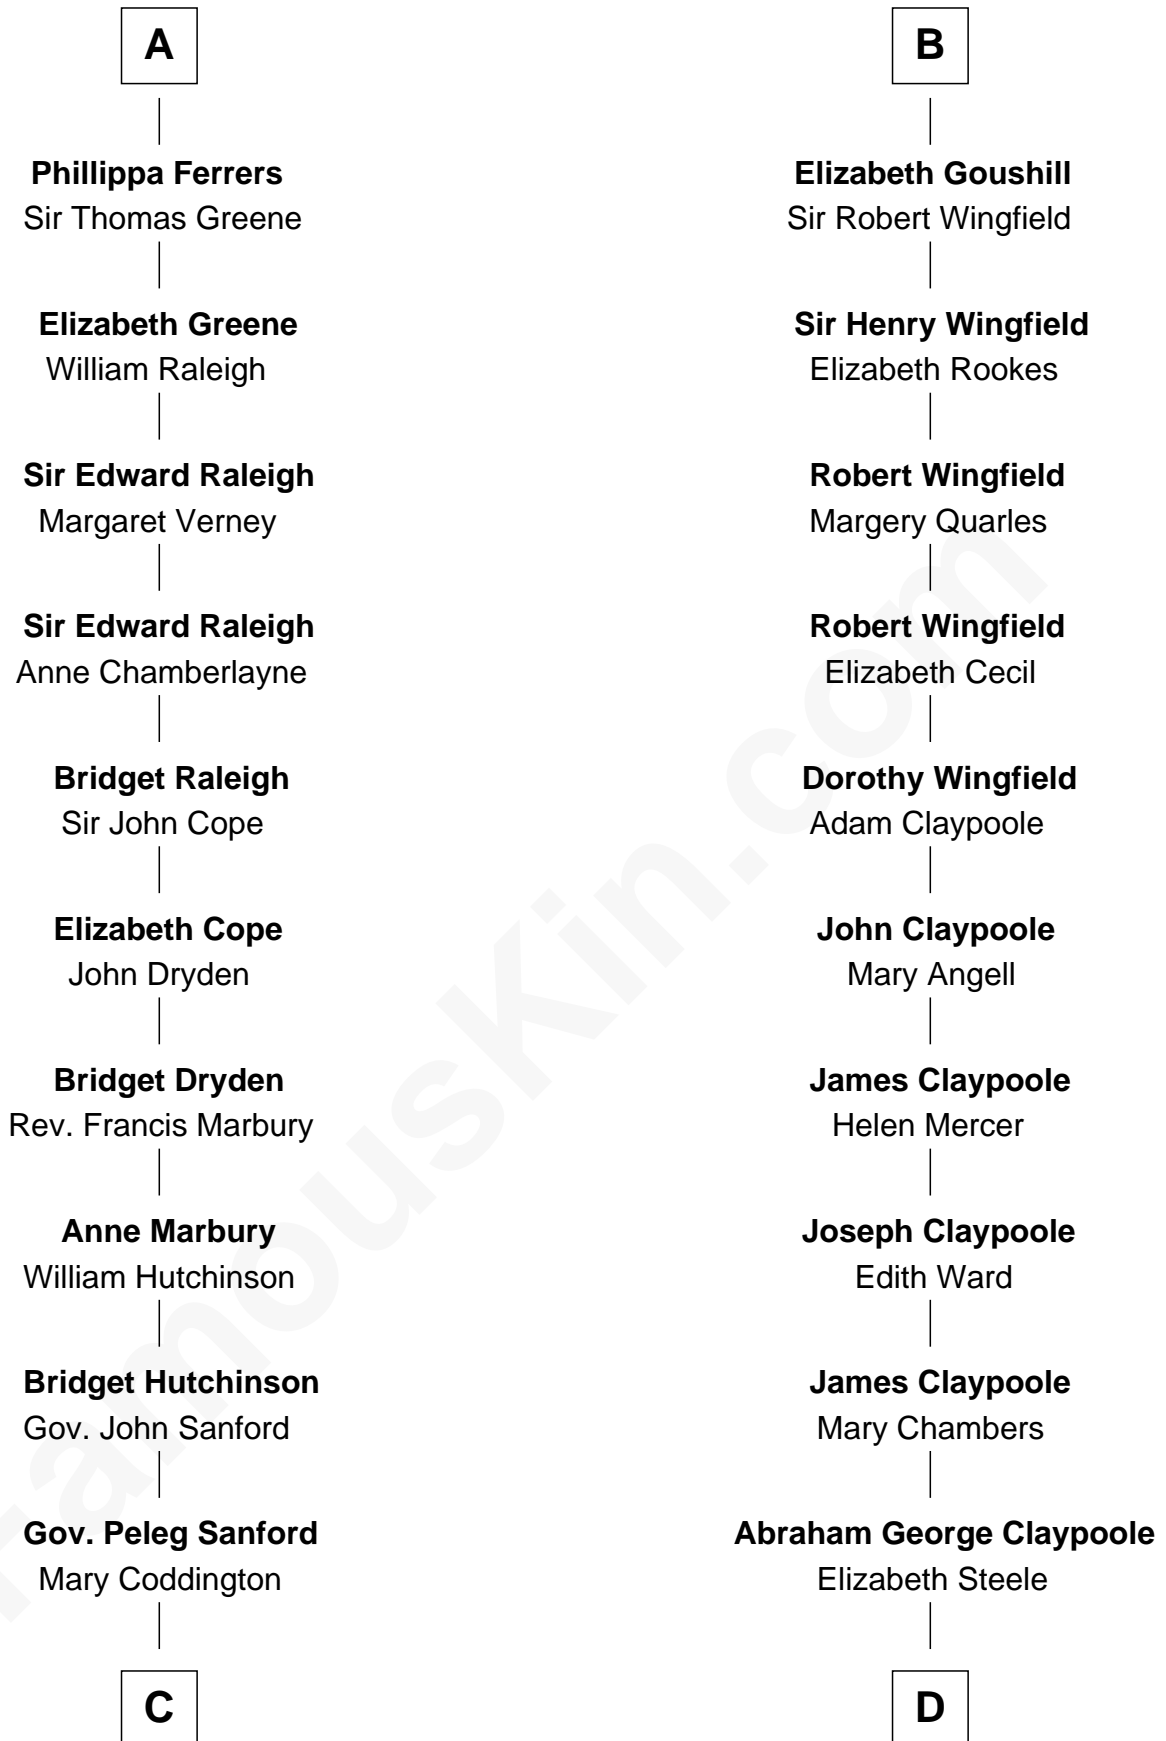 A
Phillippa Ferrers
Sir Thomas Greene
Elizabeth Greene
William Raleigh
Sir Edward Raleigh
Margaret Verney
Sir Edward Raleigh
Anne Chamberlayne
Bridget Raleigh
Sir John Cope
Elizabeth Cope
John Dryden
Bridget Dryden
Rev. Francis Marbury
Anne Marbury
William Hutchinson
Bridget Hutchinson
Gov. John Sanford
Gov. Peleg Sanford
Mary Coddington
C
B
Elizabeth Goushill
Sir Robert Wingfield
Sir Henry Wingfield
Elizabeth Rookes
Robert Wingfield
Margery Quarles
Robert Wingfield
Elizabeth Cecil
Dorothy Wingfield
Adam Claypoole
John Claypoole
Mary Angell
James Claypoole
Helen Mercer
Joseph Claypoole
Edith Ward
James Claypoole
Mary Chambers
Abraham George Claypoole
Elizabeth Steele
D
FamousKin.com